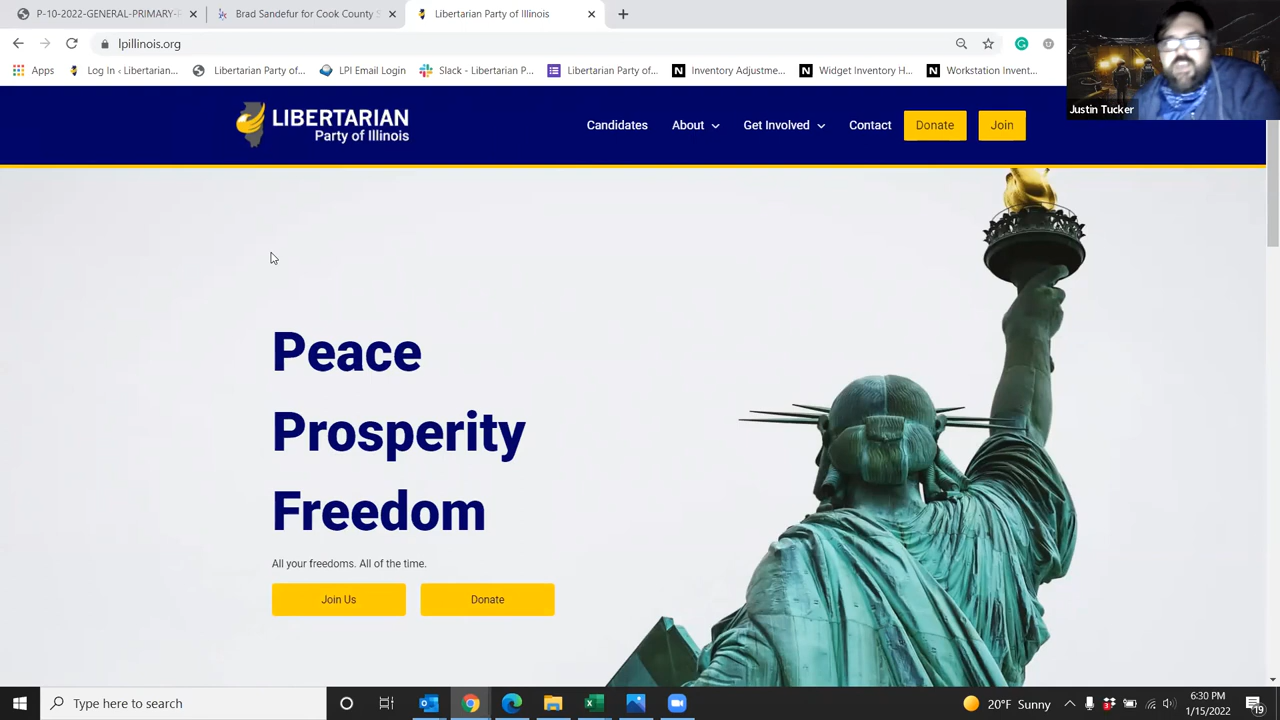 P-10-2022-GENERAL-PRIMARY-F
Brad Sandefur for Cook County S
Libertarian Party of Illinois
lpillinois.org
Apps
Log In ‹ Libertarian...
Libertarian Party of...
LPI Email Login
Slack - Libertarian P...
Libertarian Party of...
Inventory Adjustme...
Widget Inventory H...
Workstation Invent...
Justin Tucker
LIBERTARIAN
Party of Illinois
Candidates
About
Get Involved
Contact
Donate
Join
Peace
Prosperity
Freedom
All your freedoms. All of the time.
Join Us
Donate
Type here to search
20°F Sunny
6:30 PM
1/15/2022
19